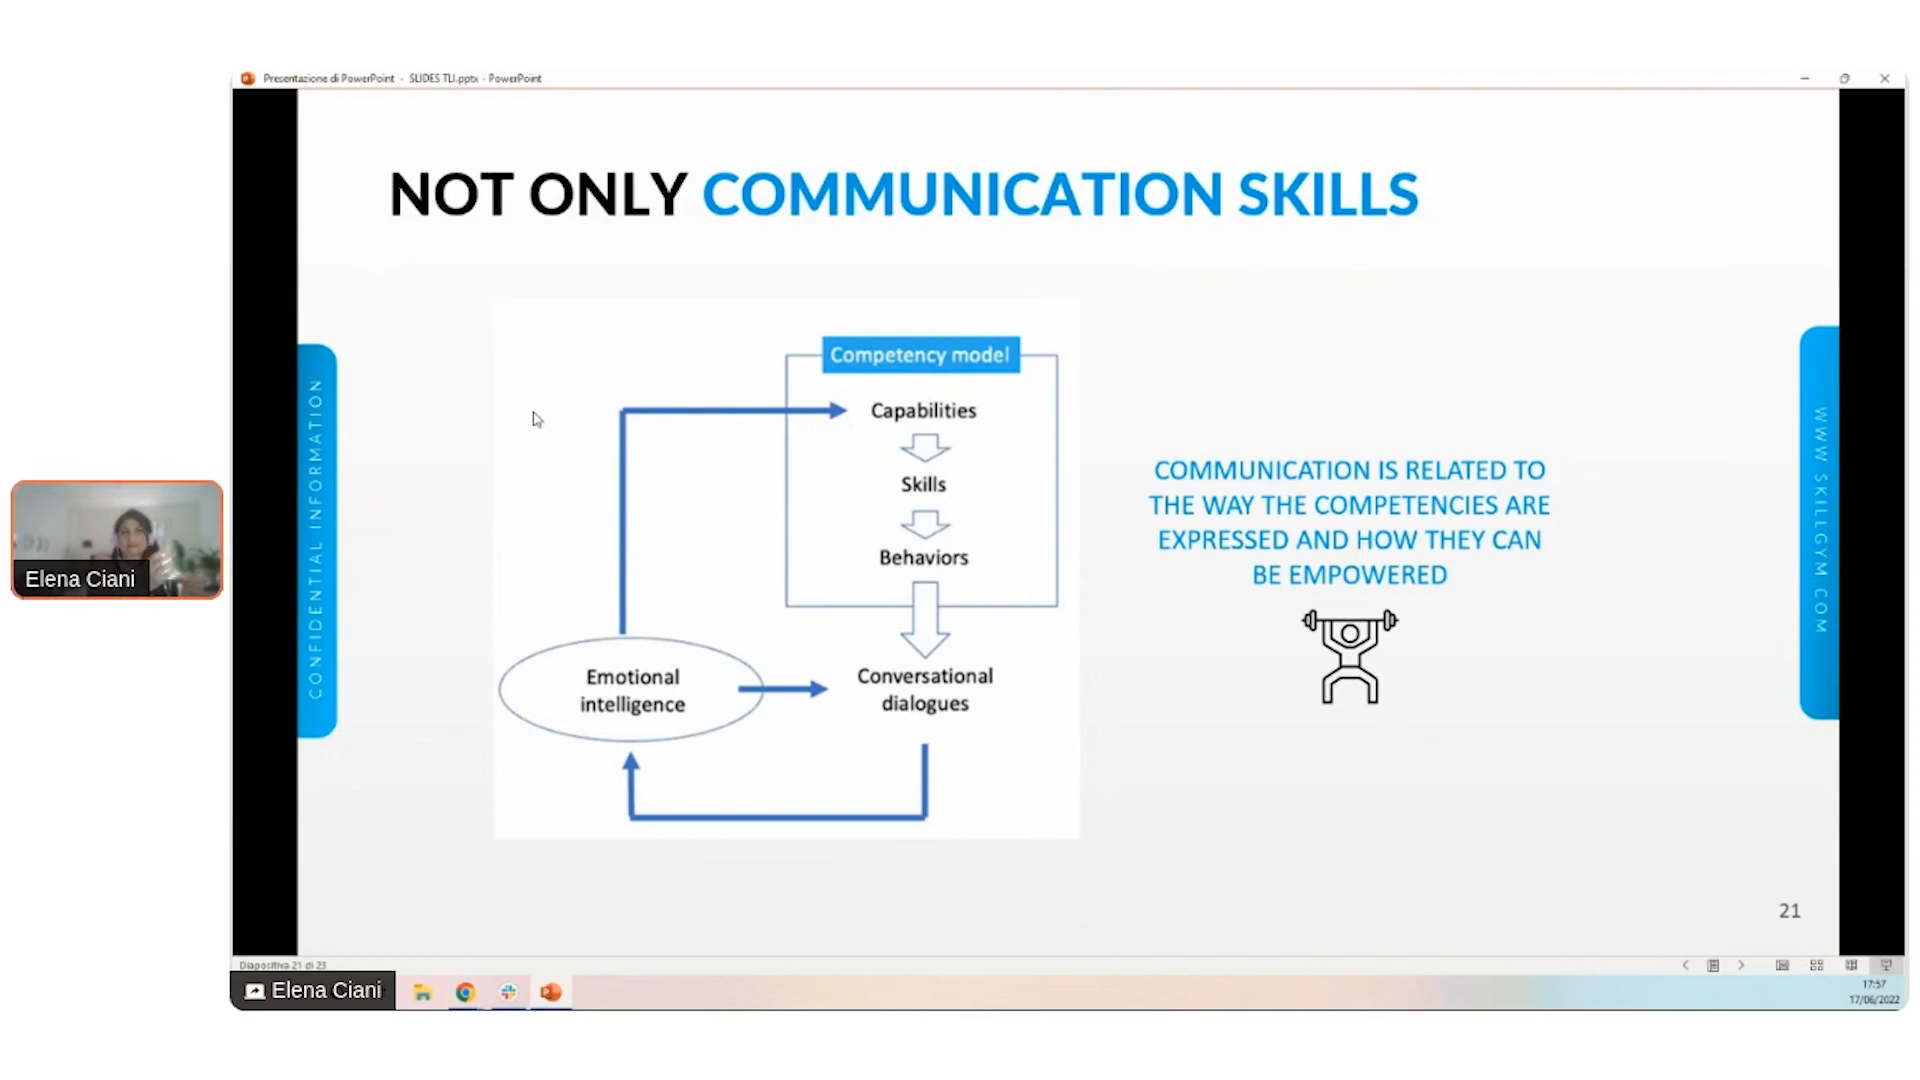 Presentazione di PowerPoint - SLIDES TLI.pptx - PowerPoint
NOT ONLY COMMUNICATION SKILLS
CONFIDENTIAL INFORMATION
Competency model
Capabilities
Skills
Behaviors
Emotional
intelligence
Conversational
dialogues
COMMUNICATION IS RELATED TO
THE WAY THE COMPETENCIES ARE
EXPRESSED AND HOW THEY CAN
BE EMPOWERED
WWW.SKILLGYM.COM
Elena Ciani
21
Diapositiva 21 di 23
Elena Ciani
17:57
17/06/2022